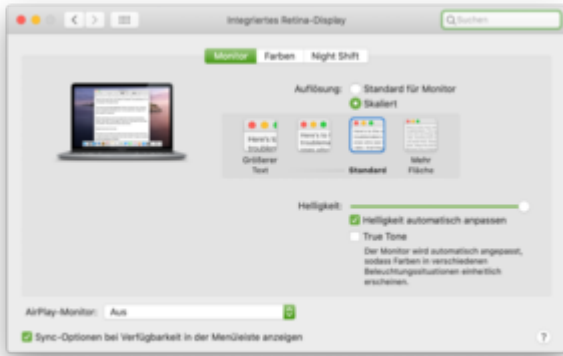 Integriertes Retina-Display
Suchen
Monitor Farben Night Shift
Auflösung: Standard für Monitor
Skaliert
Größerer Text
Standard
Mehr Fläche
Helligkeit:
Helligkeit automatisch anpassen
True Tone
Der Monitor wird automatisch angepasst,
sodass Farben in verschiedenen
Beleuchtungssituationen einheitlich
erscheinen.
AirPlay-Monitor: Aus
Sync-Optionen bei Verfügbarkeit in der Menüleiste anzeigen
?